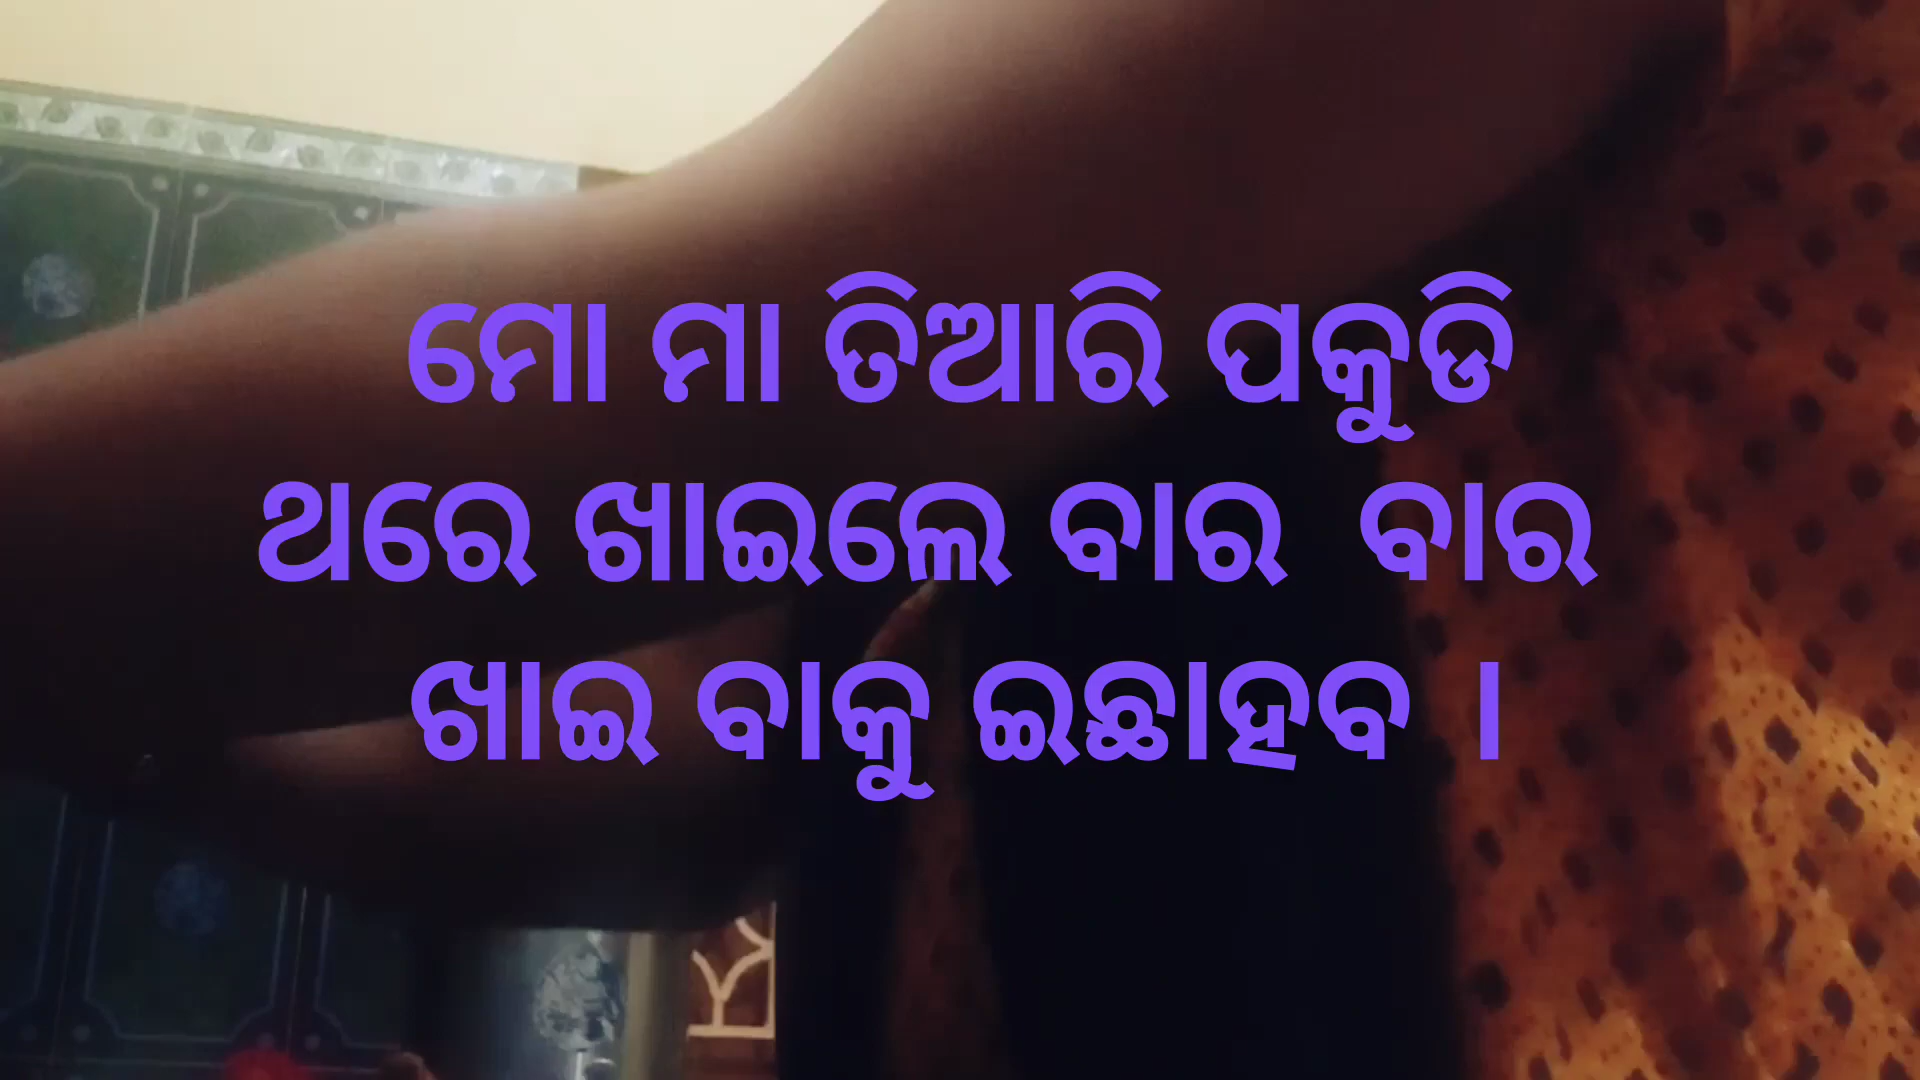 ମୋ ମା ତିଆରି ପକୁଡି
ଥରେ ଖାଇଲେ ବାର  ବାର
ଖାଇ ବାକୁ ଇଛାହବ ।